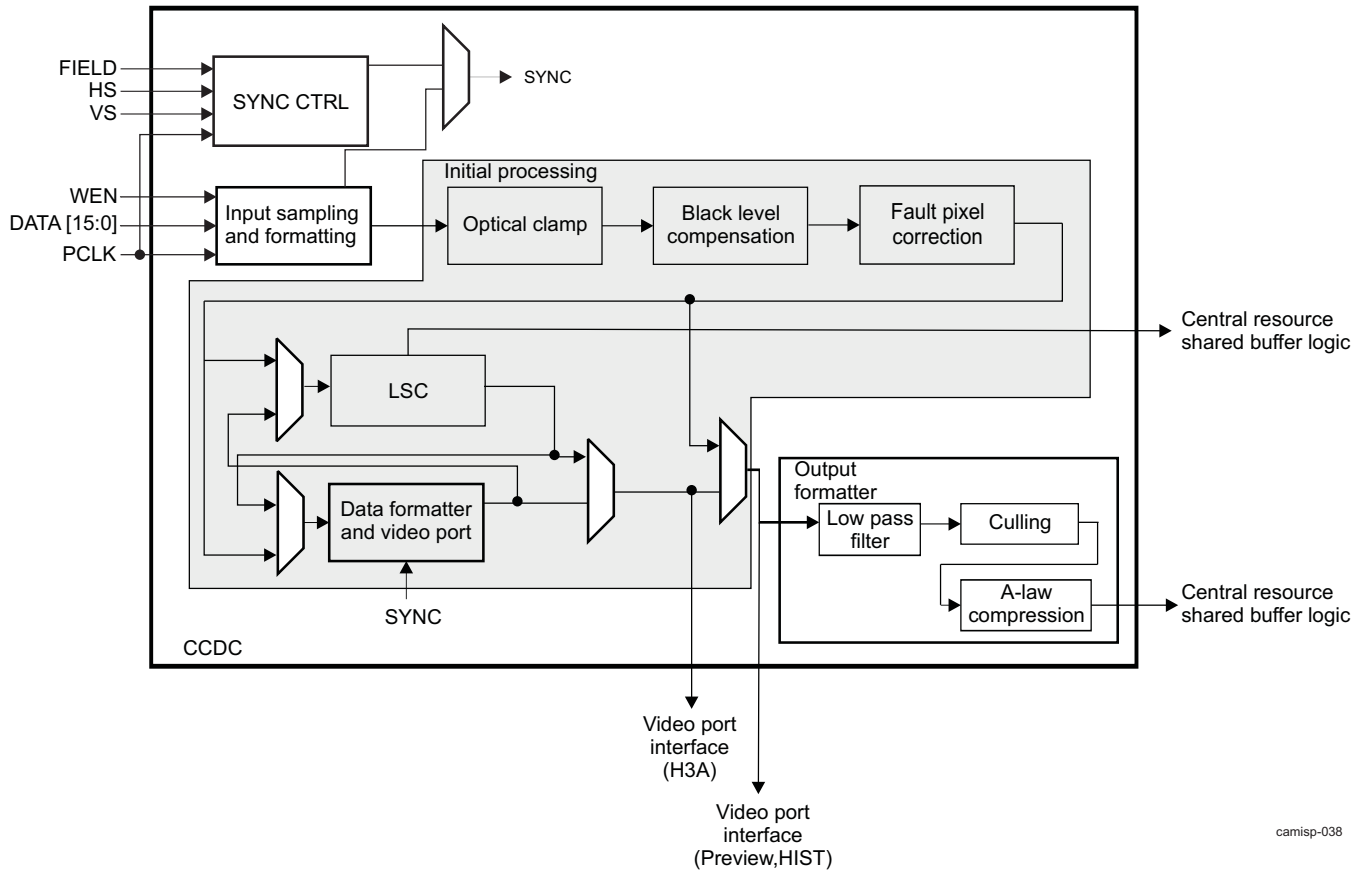 FIELD
HS
VS
SYNC CTRL
SYNC
WEN
DATA [15:0]
PCLK
Input sampling
and formatting
Initial processing
Optical clamp
Black level
compensation
Fault pixel
correction
Central resource
shared buffer logic
LSC
Data formatter
and video port
SYNC
Output
formatter
Low pass
filter
Culling
A-law
compression
Central resource
shared buffer logic
CCDC
Video port
interface
(H3A)
Video port
interface
(Preview,HIST)
camisp-038